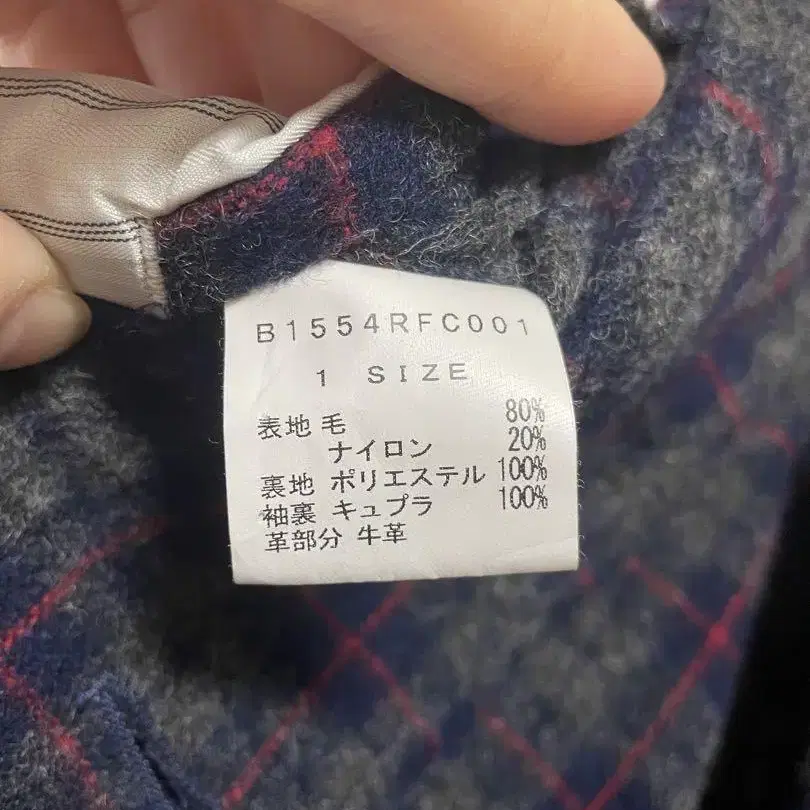 B1554RFC001
1 SIZE
表地 毛 80%
ナイロン 20%
裏地 ポリエステル 100%
袖裏 キュプラ 100%
革部分 牛革